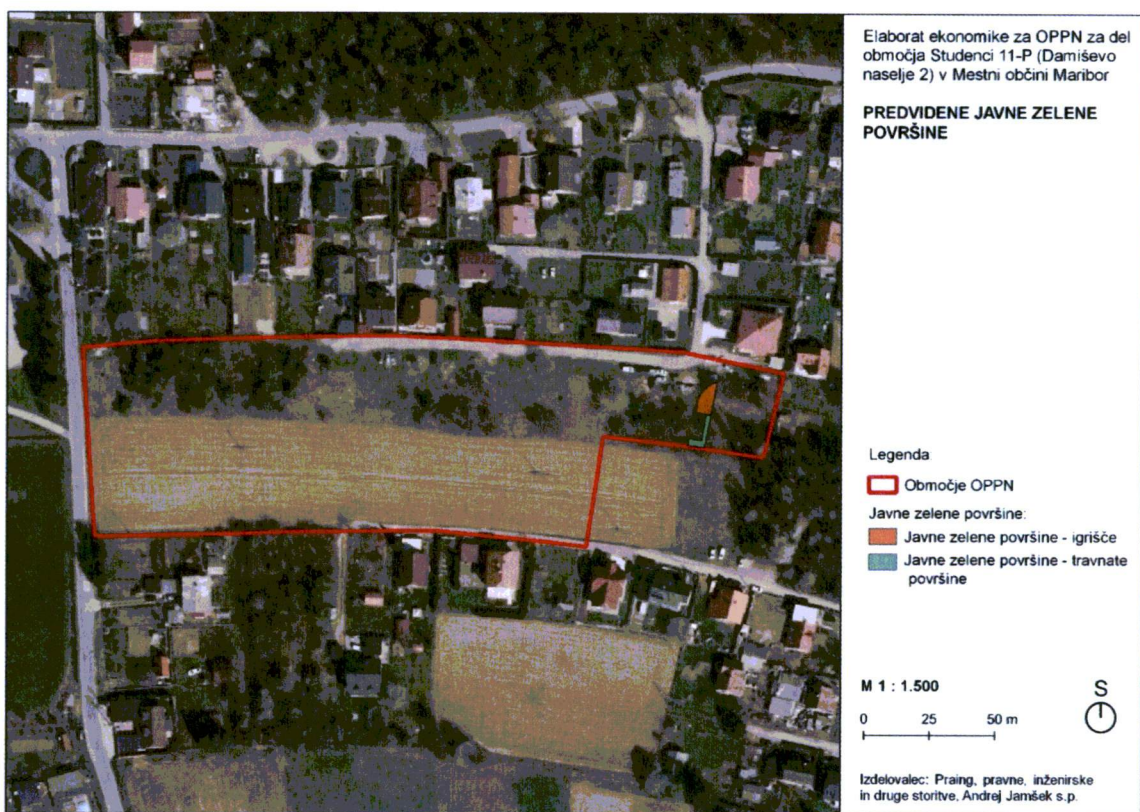 Elaborat ekonomike za OPPN za del
območja Studenci 11-P (Damiševo
naselje 2) v Mestni občini Maribor
PREDVIDENE JAVNE ZELENE
POVRŠINE
Legenda
Območje OPPN
Javne zelene površine:
Javne zelene površine - igrišče
Javne zelene površine - travnate
površine
M 1 : 1.500
S
0 25 50 m
Izdelovalec: Praing, pravne, inženirske
in druge storitve, Andrej Jamšek s.p.